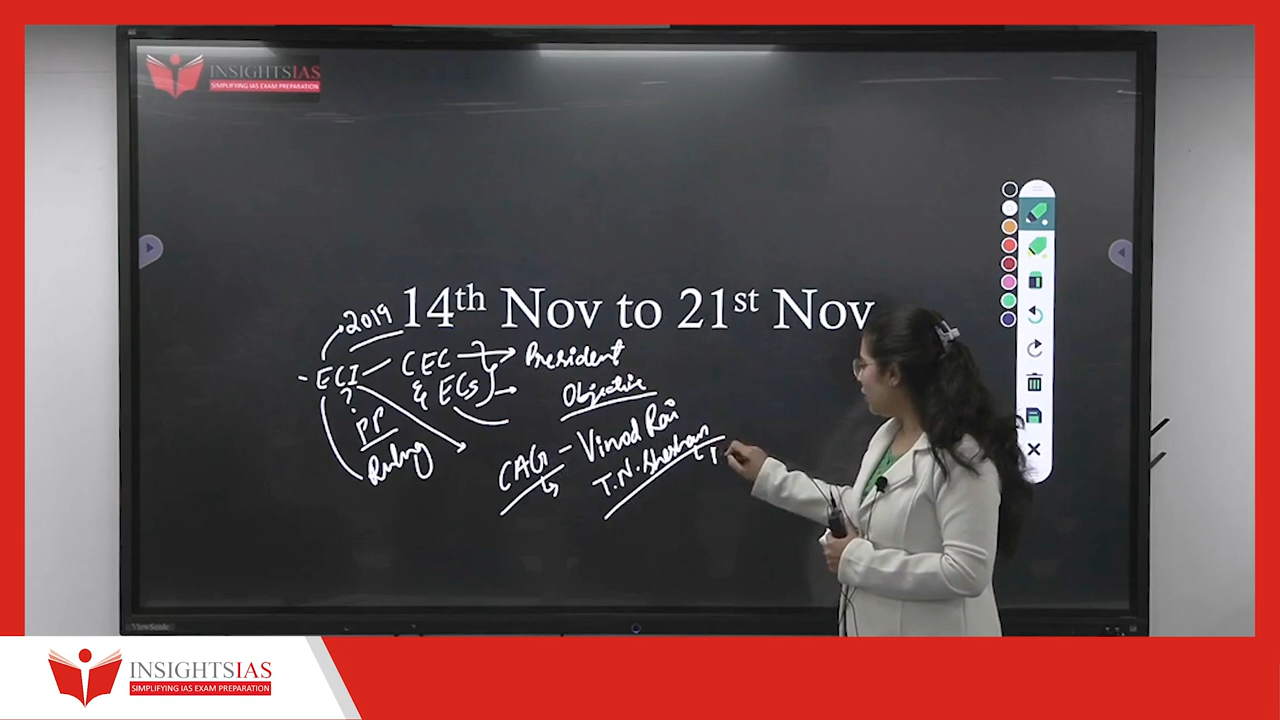 INSIGHTSIAS
SIMPLIFYING IAS EXAM PREPARATION
14th Nov to 21st Nov
2019
- ECI - CEC President
& ECs
?
PP
Ruling
Objective
CAG - Vinod Rai
T.N. Sheshan
ViewSonic
INSIGHTSIAS
SIMPLIFYING IAS EXAM PREPARATION